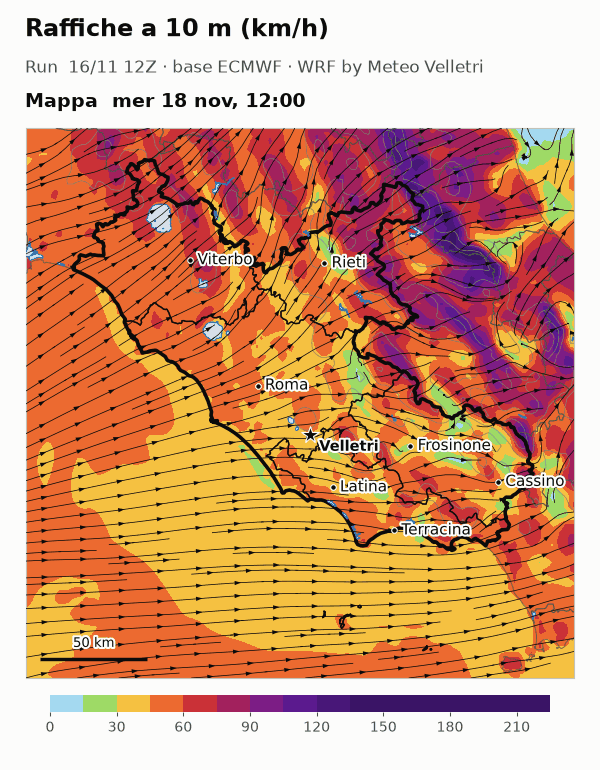 Raffiche a 10 m (km/h)
Run  16/11 12Z · base ECMWF · WRF by Meteo Velletri
Mappa  mer 18 nov, 12:00
Viterbo
Rieti
Roma
Velletri
Frosinone
Latina
Cassino
Terracina
50 km
0 30 60 90 120 150 180 210